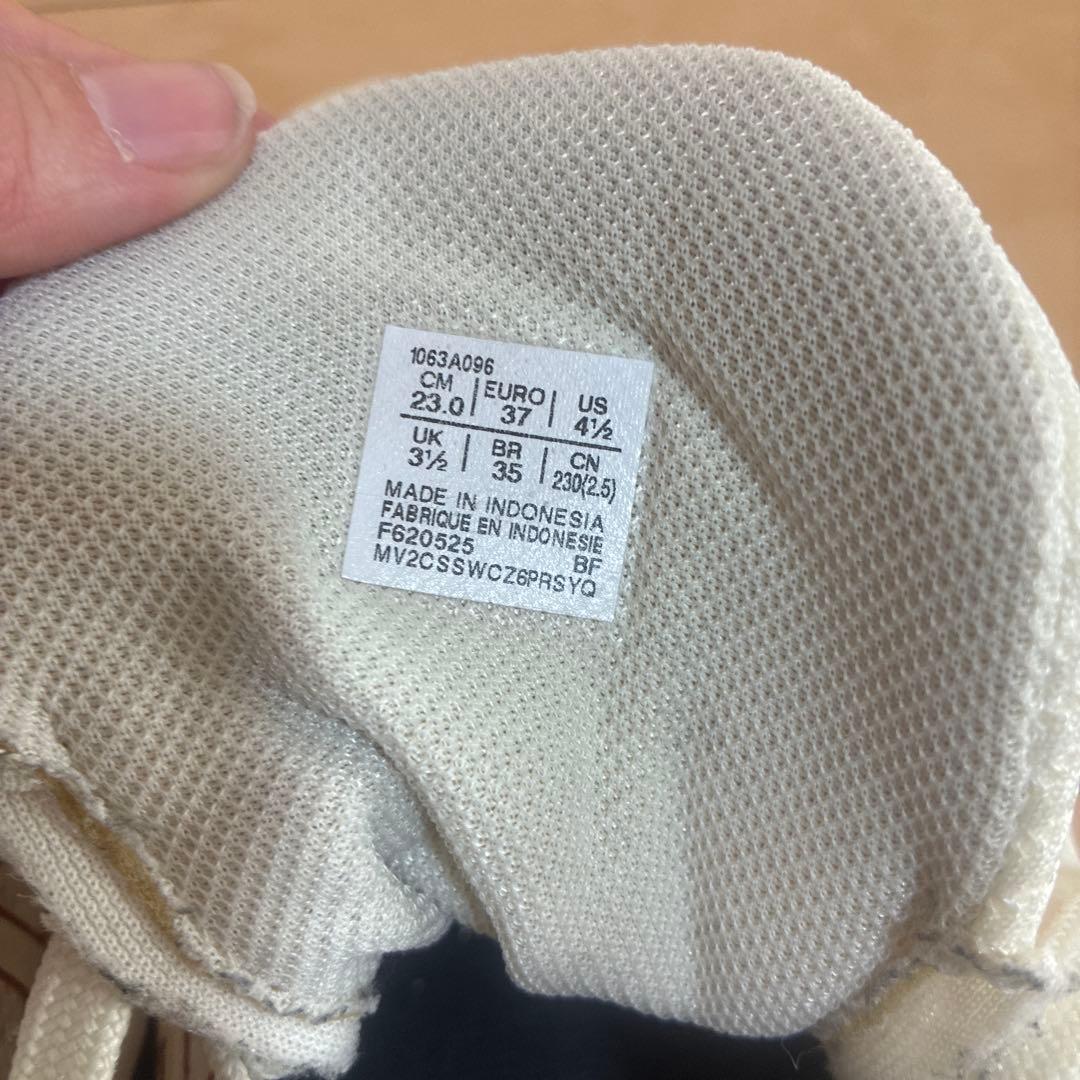 1063A096
CM | EURO | US
23.0 | 37 | 4½
UK | BR | CN
3½ | 35 | 230(2.5)
MADE IN INDONESIA
FABRIQUE EN INDONESIE
F620525 BF
MV2CSSWCZ6PRSYQ